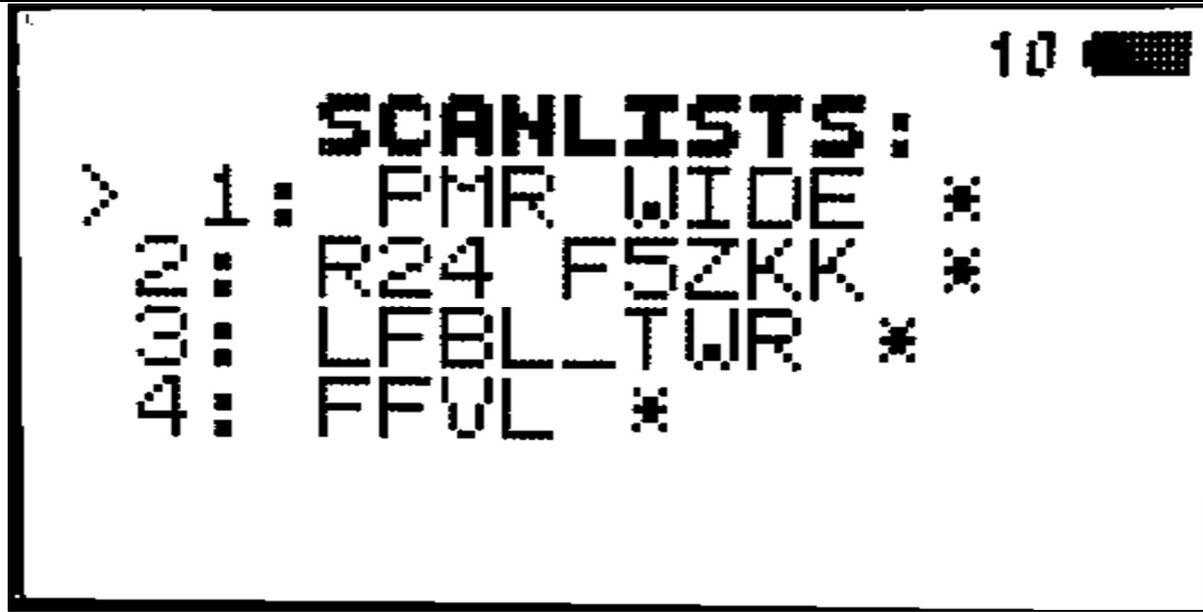 10
SCANLISTS:
> 1: PMR WIDE *
2: R24 F5ZKK *
3: LFBL_TWR *
4: FFVL *